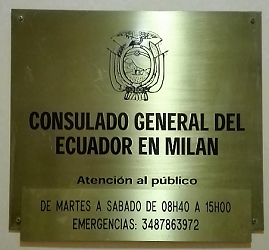 CONSULADO GENERAL DEL
ECUADOR EN MILAN
Atención al público
DE MARTES A SABADO DE 08H40 A 15H00
EMERGENCIAS: 3487863972